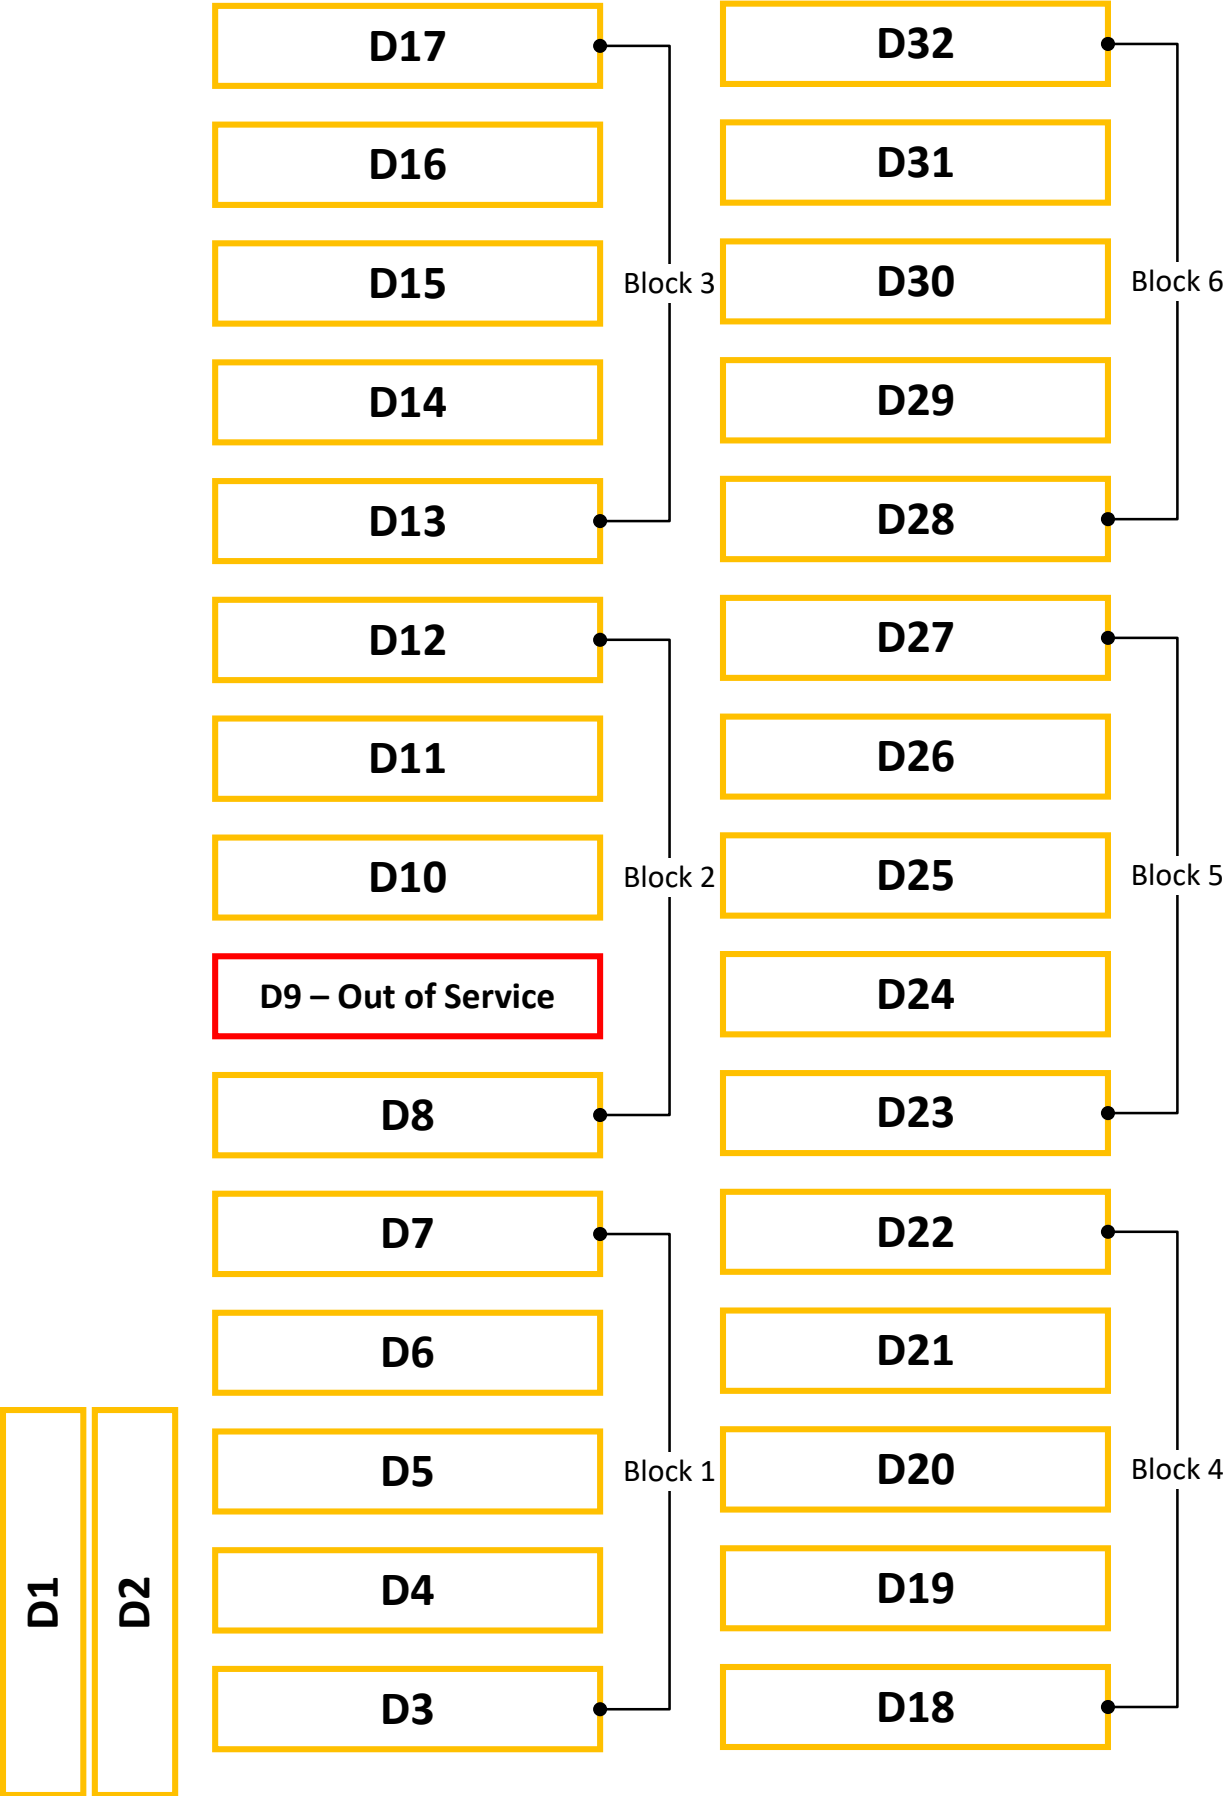 D17
D32
D16
D31
D15
Block 3
D30
Block 6
D14
D29
D13
D28
D12
D27
D11
D26
D10
Block 2
D25
Block 5
D9 – Out of Service
D24
D8
D23
D7
D22
D6
D21
D5
Block 1
D20
Block 4
D1
D2
D4
D19
D3
D18